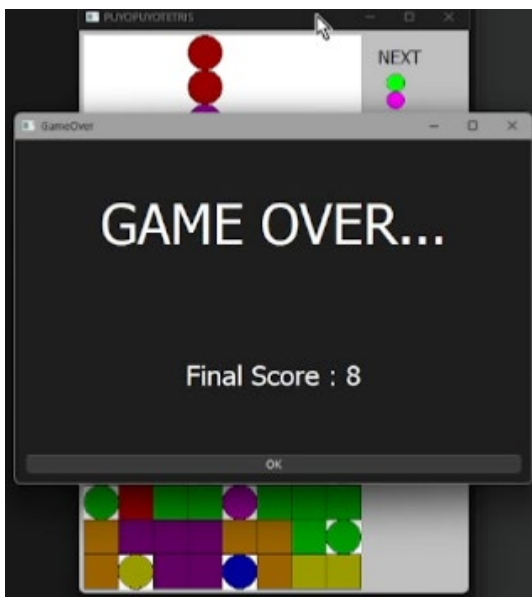 PUYOPUYOTETRIS
NEXT
GameOver
GAME OVER...
Final Score : 8
OK